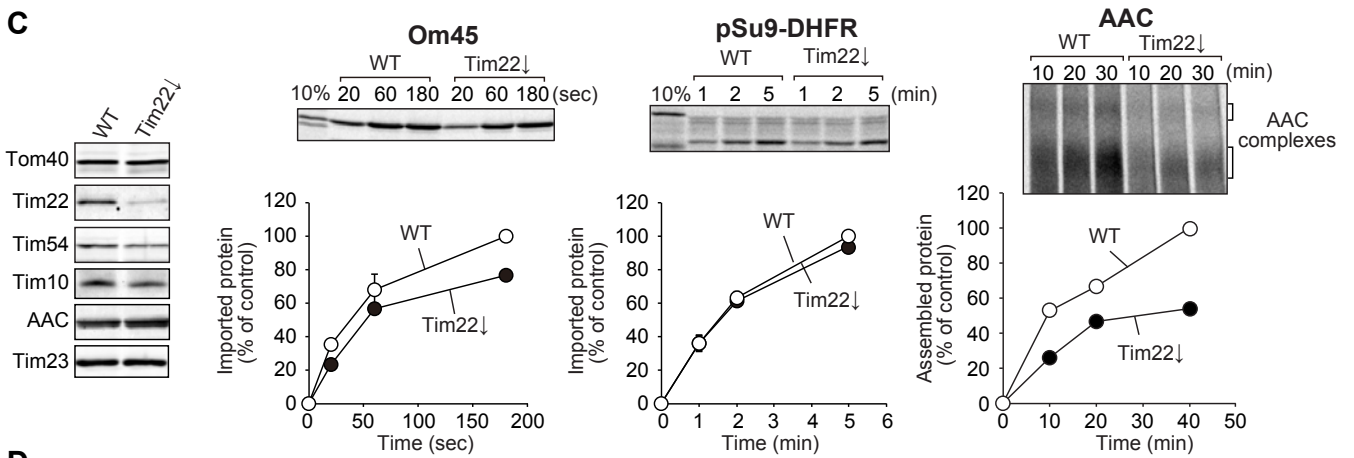 C
WT
Tim22↓
Tom40
Tim22
Tim54
Tim10
AAC
Tim23
Om45
WT
Tim22↓
10% 20 60 180 20 60 180 (sec)
Imported protein
(% of control)
120
100
80
60
40
20
0
WT
Tim22↓
0 50 100 150 200
Time (sec)
pSu9-DHFR
WT
Tim22↓
10% 1 2 5 1 2 5 (min)
Imported protein
(% of control)
120
100
80
60
40
20
0
WT
Tim22↓
0 1 2 3 4 5 6
Time (min)
AAC
WT
Tim22↓
10 20 30 10 20 30 (min)
AAC
complexes
Assembled protein
(% of control)
120
100
80
60
40
20
0
WT
Tim22↓
0 10 20 30 40 50
Time (min)